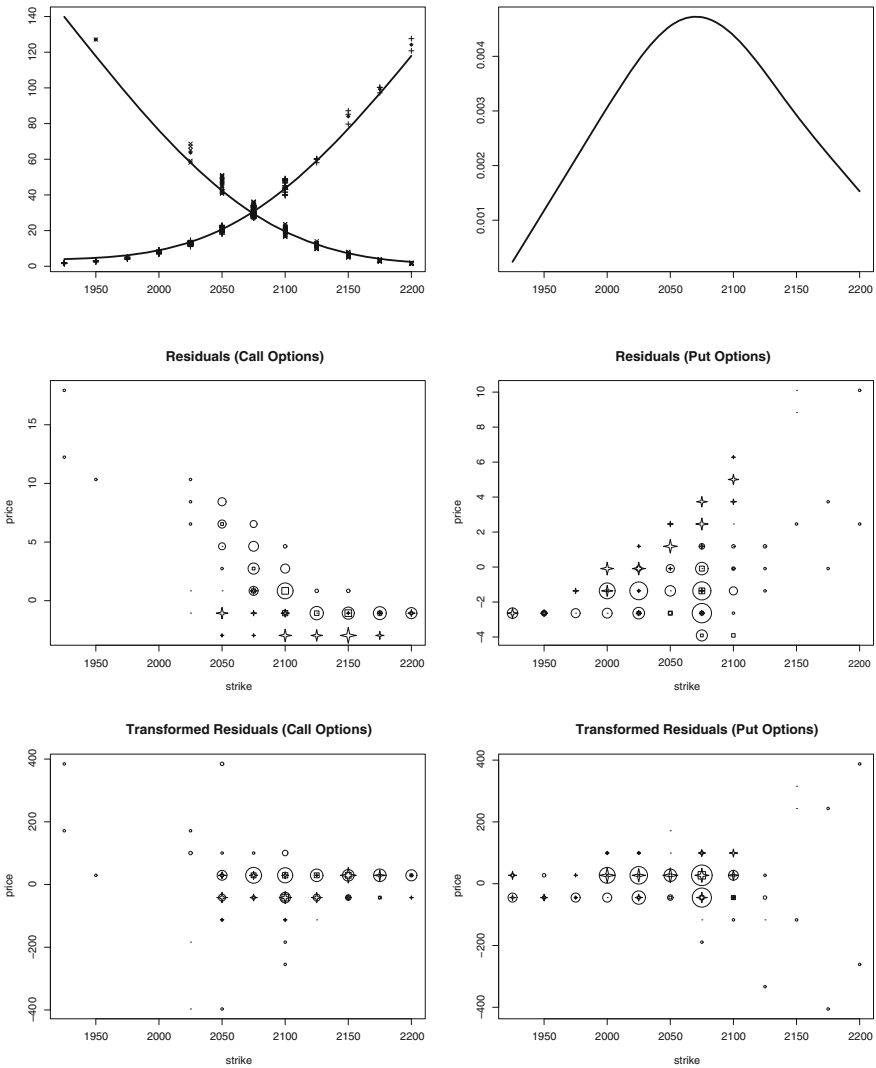 140
120
100
80
60
40
20
0
1950 2000 2050 2100 2150 2200
0.004
0.003
0.002
0.001
1950 2000 2050 2100 2150 2200
Residuals (Call Options)
price
15
10
5
0
1950 2000 2050 2100 2150 2200
strike
Residuals (Put Options)
price
10
8
6
4
2
0
−2
−4
1950 2000 2050 2100 2150 2200
strike
Transformed Residuals (Call Options)
price
400
200
0
−200
−400
1950 2000 2050 2100 2150 2200
strike
Transformed Residuals (Put Options)
price
400
200
0
−200
−400
1950 2000 2050 2100 2150 2200
strike